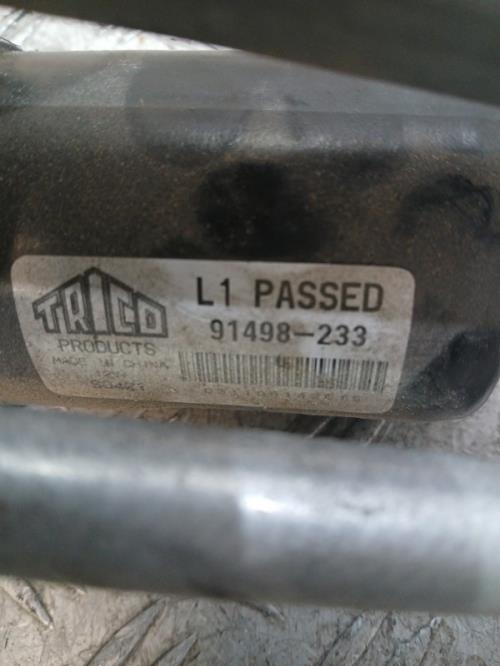 TRICO
PRODUCTS
MADE IN CHINA
L1 PASSED
91498-233